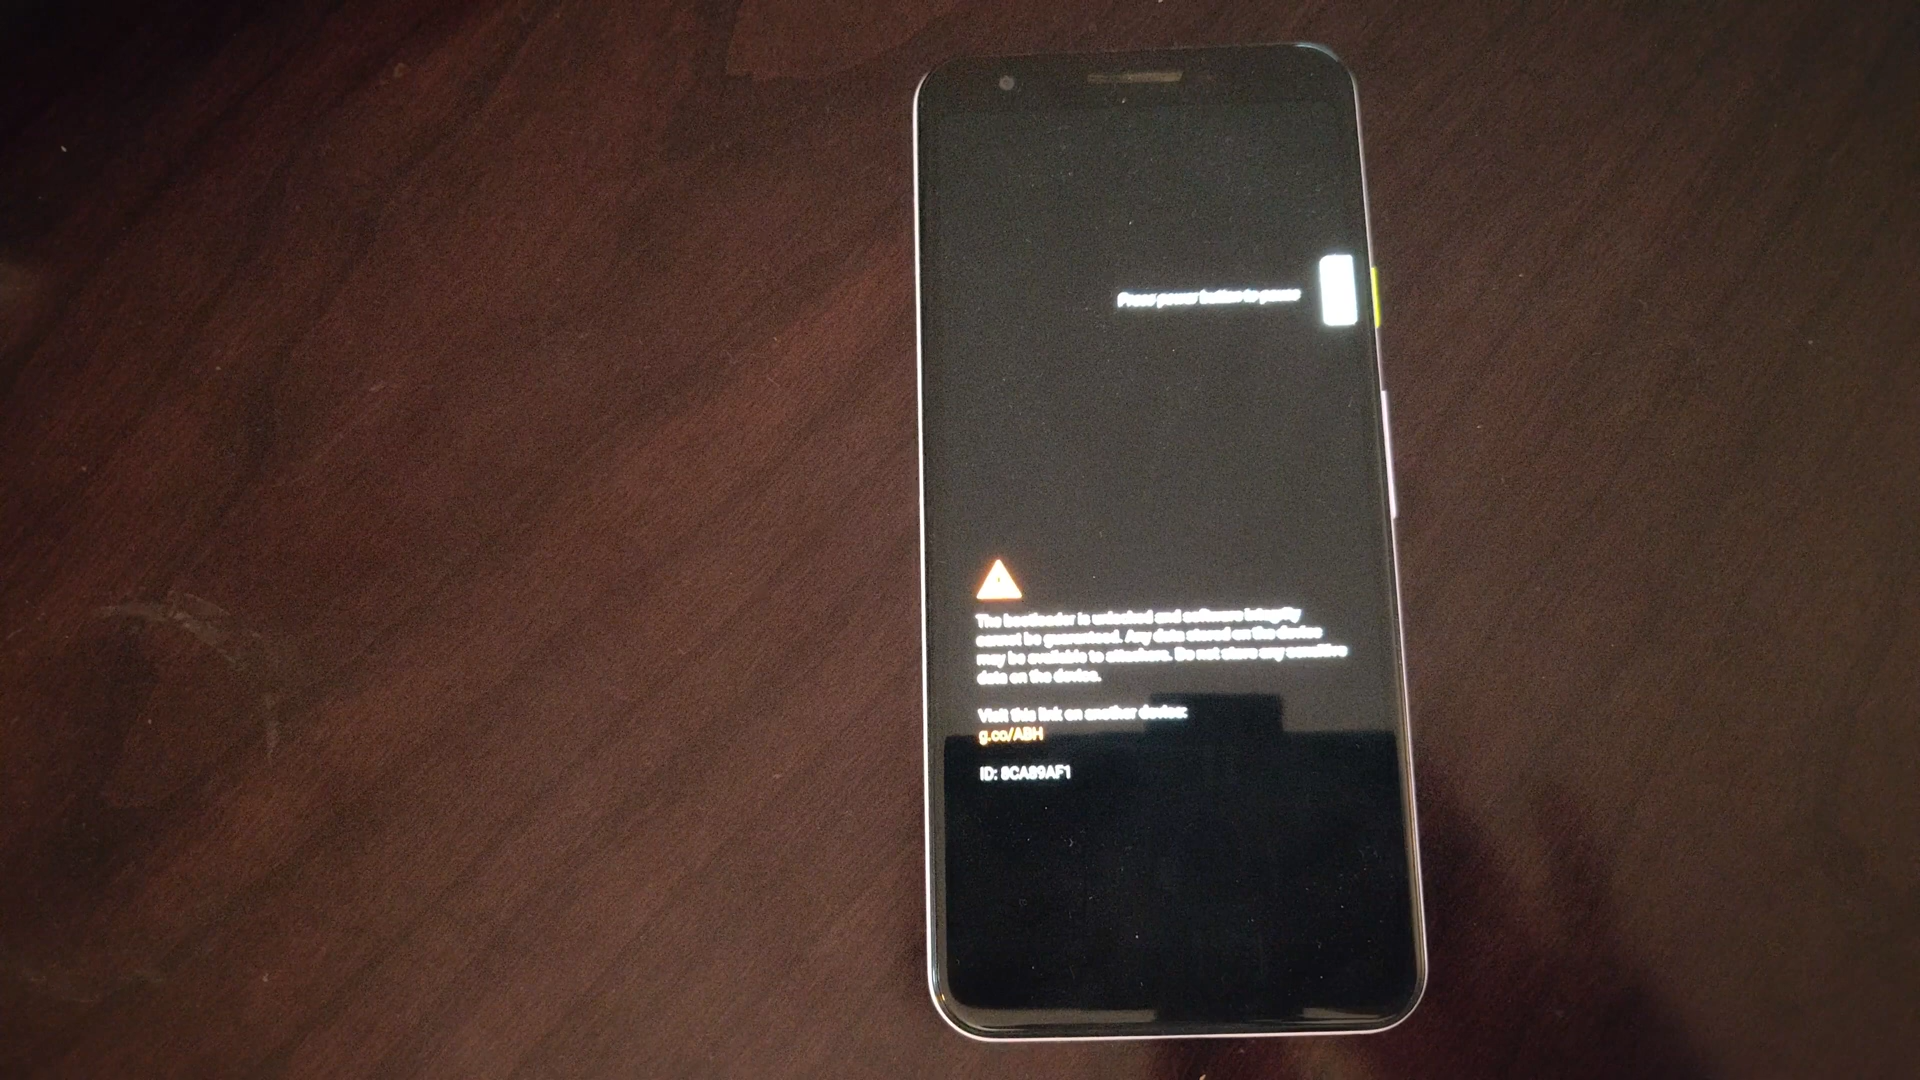 Press power button to pause
The bootloader is unlocked and software integrity
cannot be guaranteed. Any data stored on the device
may be available to attackers. Do not store any sensitive
data on the device.
Visit this link on another device:
g.co/ABH
ID: 8CA89AF1